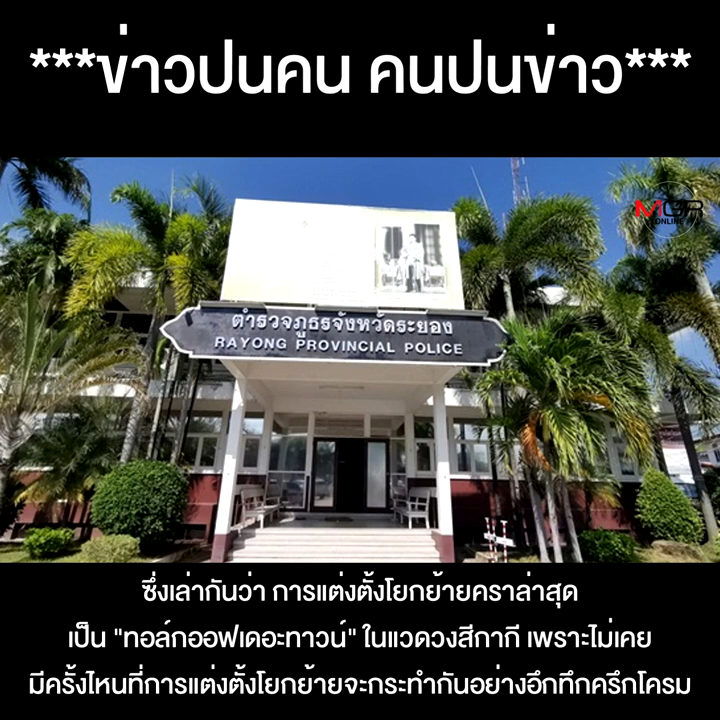 ***ข่าวปนคน คนปนข่าว***
MGR
ONLINE
ตำรวจภูธรจังหวัดระยอง
RAYONG PROVINCIAL POLICE
ซึ่งเล่ากันว่า การแต่งตั้งโยกย้ายคราล่าสุด
เป็น "ทอล์กออฟเดอะทาวน์" ในแวดวงสีกากี เพราะไม่เคย
มีครั้งไหนที่การแต่งตั้งโยกย้ายจะกระทำกันอย่างอึกทึกครึกโครม